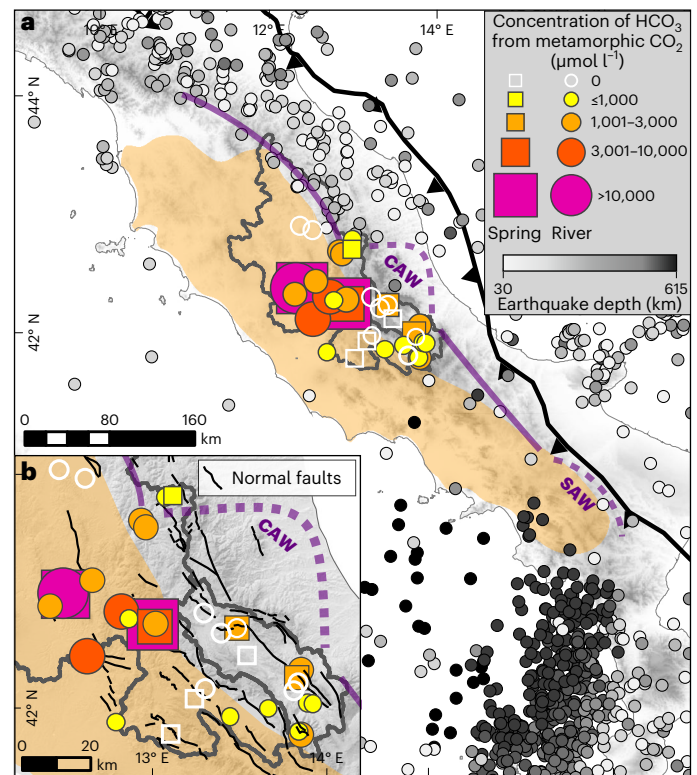 a
10° E
12° E
14° E
44° N
42° N
Concentration of HCO3
from metamorphic CO2
(µmol l–1)
0
≤1,000
1,001–3,000
3,001–10,000
>10,000
Spring River
30 615
Earthquake depth (km)
CAW
SAW
0 80 160
km
b
Normal faults
CAW
42° N
0 20
km
13° E
14° E